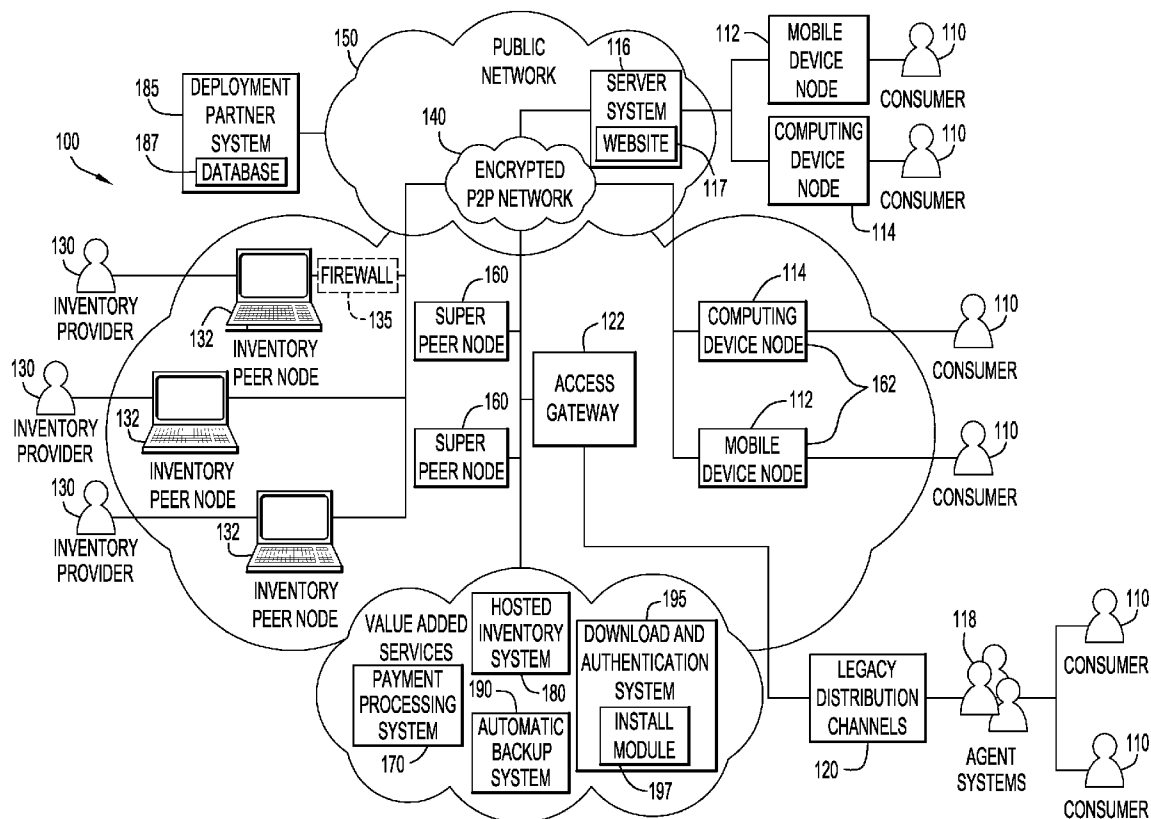 100
185
DEPLOYMENT
PARTNER
SYSTEM
187
DATABASE
150
PUBLIC
NETWORK
116
SERVER
SYSTEM
WEBSITE
117
140
ENCRYPTED
P2P NETWORK
112
MOBILE
DEVICE
NODE
110
CONSUMER
COMPUTING
DEVICE
NODE
114
110
CONSUMER
130
INVENTORY
PROVIDER
132
FIREWALL
135
INVENTORY
PEER NODE
130
INVENTORY
PROVIDER
132
INVENTORY
PEER NODE
130
INVENTORY
PROVIDER
132
INVENTORY
PEER NODE
160
SUPER
PEER NODE
160
SUPER
PEER NODE
122
ACCESS
GATEWAY
114
COMPUTING
DEVICE NODE
162
112
MOBILE
DEVICE NODE
110
CONSUMER
110
CONSUMER
VALUE ADDED
SERVICES
PAYMENT
PROCESSING
SYSTEM
170
HOSTED
INVENTORY
SYSTEM
180
190
AUTOMATIC
BACKUP
SYSTEM
195
DOWNLOAD AND
AUTHENTICATION
SYSTEM
INSTALL
MODULE
197
LEGACY
DISTRIBUTION
CHANNELS
120
118
AGENT
SYSTEMS
110
CONSUMER
110
CONSUMER